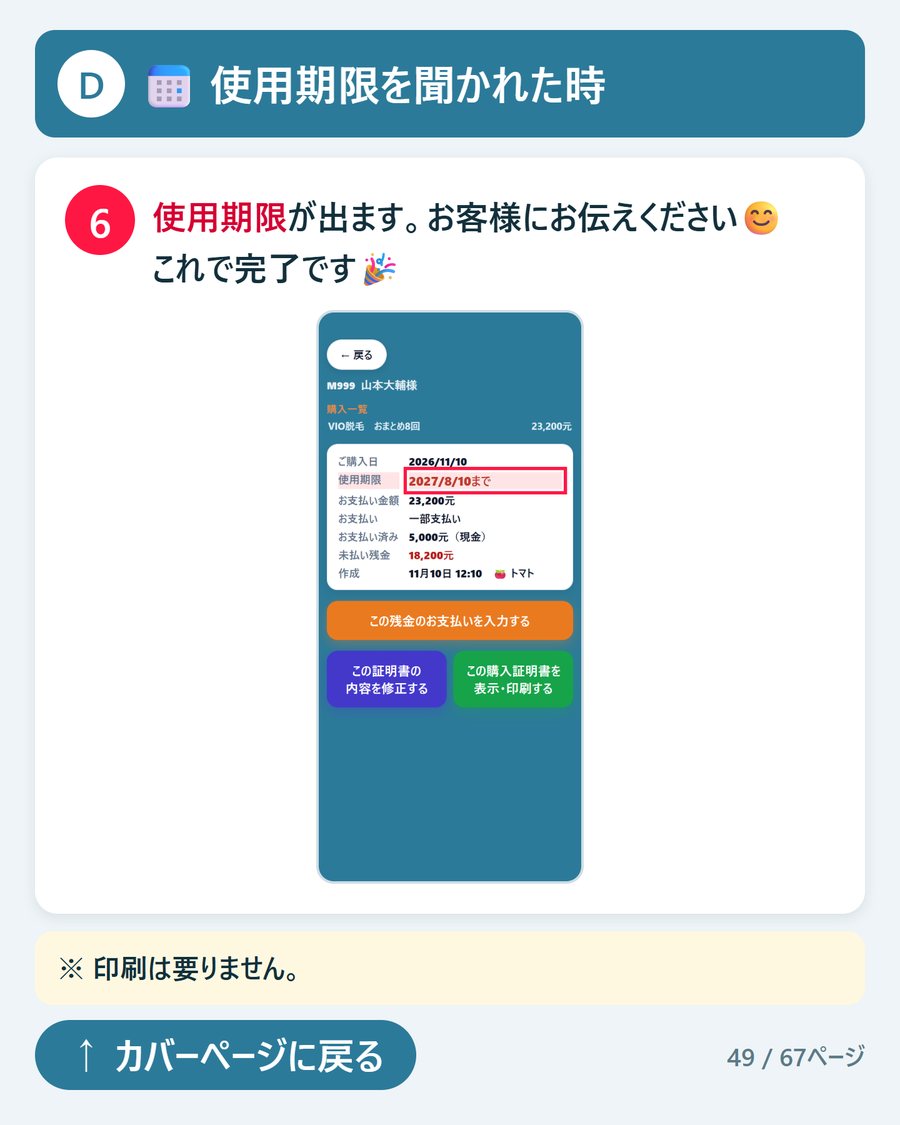 D 使用期限を聞かれた時
6 使用期限が出ます。お客様にお伝えください😊
これで完了です🎉
← 戻る
M999 山本大輔様
購入一覧
VIO脱毛 おまとめ8回 23,200元
ご購入日 2026/11/10
使用期限 2027/8/10まで
お支払い金額 23,200元
お支払い 一部支払い
お支払い済み 5,000元（現金）
未払い残金 18,200元
作成 11月10日 12:10 🍅 トマト
この残金のお支払いを入力する
この証明書の
内容を修正する
この購入証明書を
表示・印刷する
※ 印刷は要りません。
↑ カバーページに戻る
49 / 67ページ